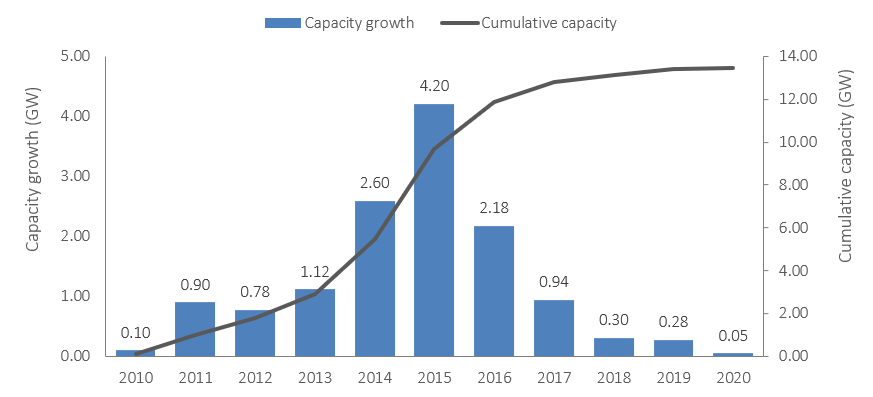 Capacity growth Cumulative capacity
5.00 14.00
4.20 12.00
4.00 10.00
3.00 2.60 8.00
2.18 6.00
2.00
1.12 4.00
0.90 0.78 0.94
1.00 2.00
0.10 0.30 0.28 0.05
0.00 0.00
2010 2011 2012 2013 2014 2015 2016 2017 2018 2019 2020
Capacity growth (GW)
Cumulative capacity (GW)